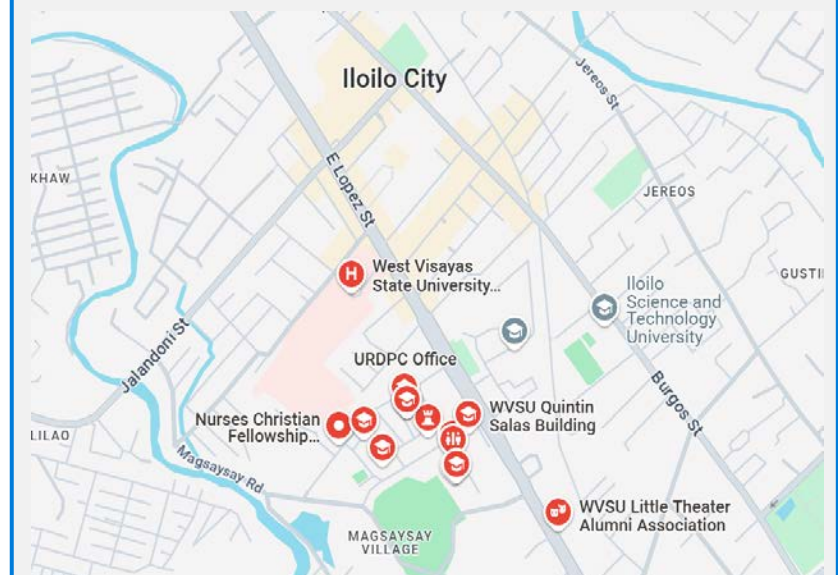 Iloilo City
Jereos St
KHAW
E Lopez St
JEREOS
West Visayas
State University...
GUSTI
Iloilo
Science and
Technology
University
Jalandoni St
URDPC Office
Burgos St
WVSU Quintin
Salas Building
Nurses Christian
Fellowship...
LILAO
Magsaysay Rd
WVSU Little Theater
Alumni Association
MAGSAYSAY
VILLAGE